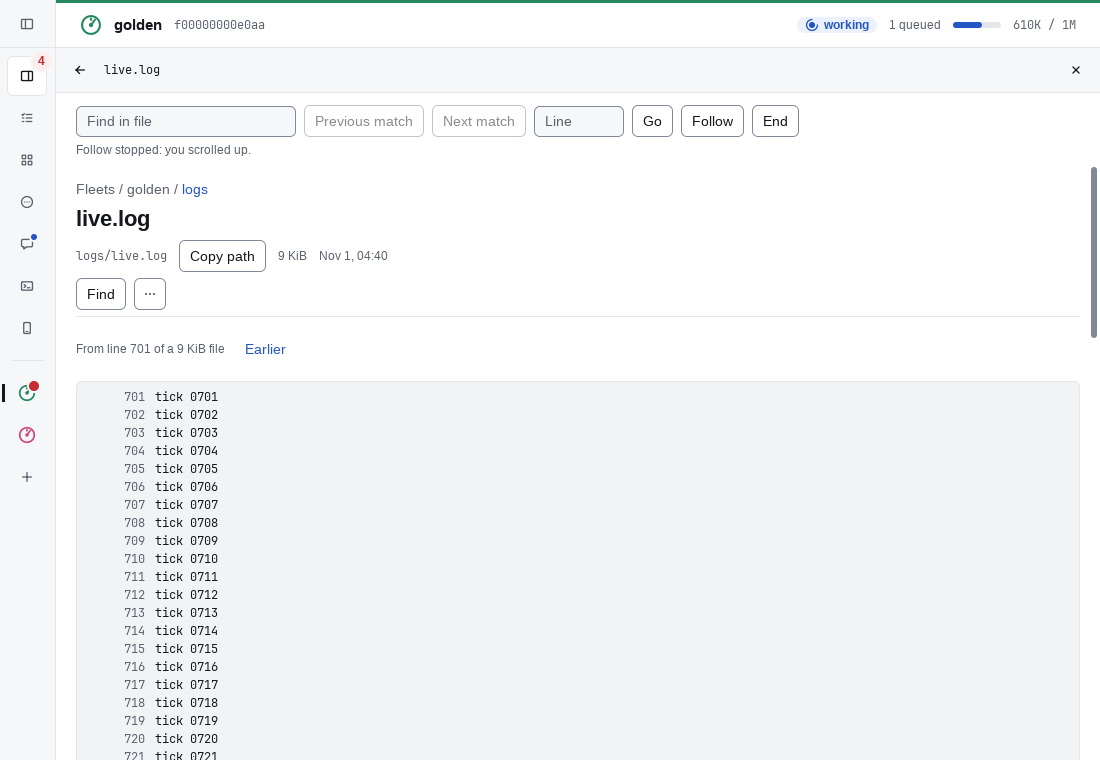 golden f00000000e0aa working 1 queued 610K / 1M
4
live.log
Find in file Previous match Next match Line Go Follow End
Follow stopped: you scrolled up.
Fleets / golden / logs
live.log
logs/live.log Copy path 9 KiB Nov 1, 04:40
Find ...
From line 701 of a 9 KiB file Earlier
701 tick 0701
702 tick 0702
703 tick 0703
704 tick 0704
705 tick 0705
706 tick 0706
707 tick 0707
708 tick 0708
709 tick 0709
710 tick 0710
711 tick 0711
712 tick 0712
713 tick 0713
714 tick 0714
715 tick 0715
716 tick 0716
717 tick 0717
718 tick 0718
719 tick 0719
720 tick 0720
721 tick 0721